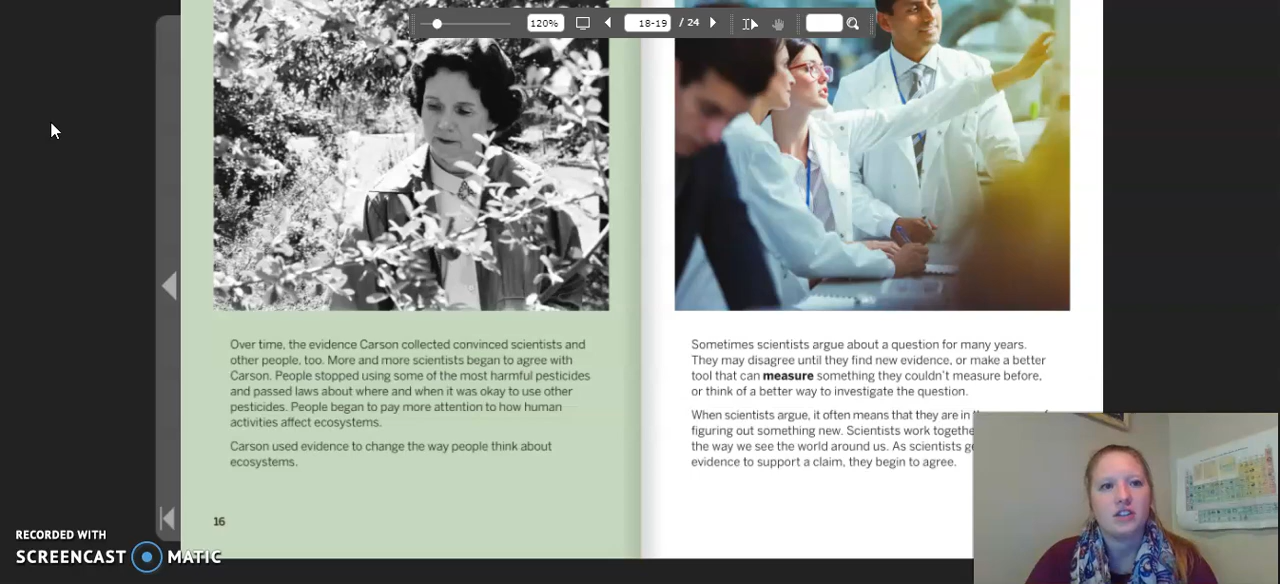 120%
18-19 / 24
Over time, the evidence Carson collected convinced scientists and
other people, too. More and more scientists began to agree with
Carson. People stopped using some of the most harmful pesticides
and passed laws about where and when it was okay to use other
pesticides. People began to pay more attention to how human
activities affect ecosystems.
Carson used evidence to change the way people think about
ecosystems.
16
Sometimes scientists argue about a question for many years.
They may disagree until they find new evidence, or make a better
tool that can measure something they couldn't measure before,
or think of a better way to investigate the question.
When scientists argue, it often means that they are in
figuring out something new. Scientists work
the way we see the world around us. As scientists
evidence to support a claim, they begin to agree.
RECORDED WITH
SCREENCAST MATIC